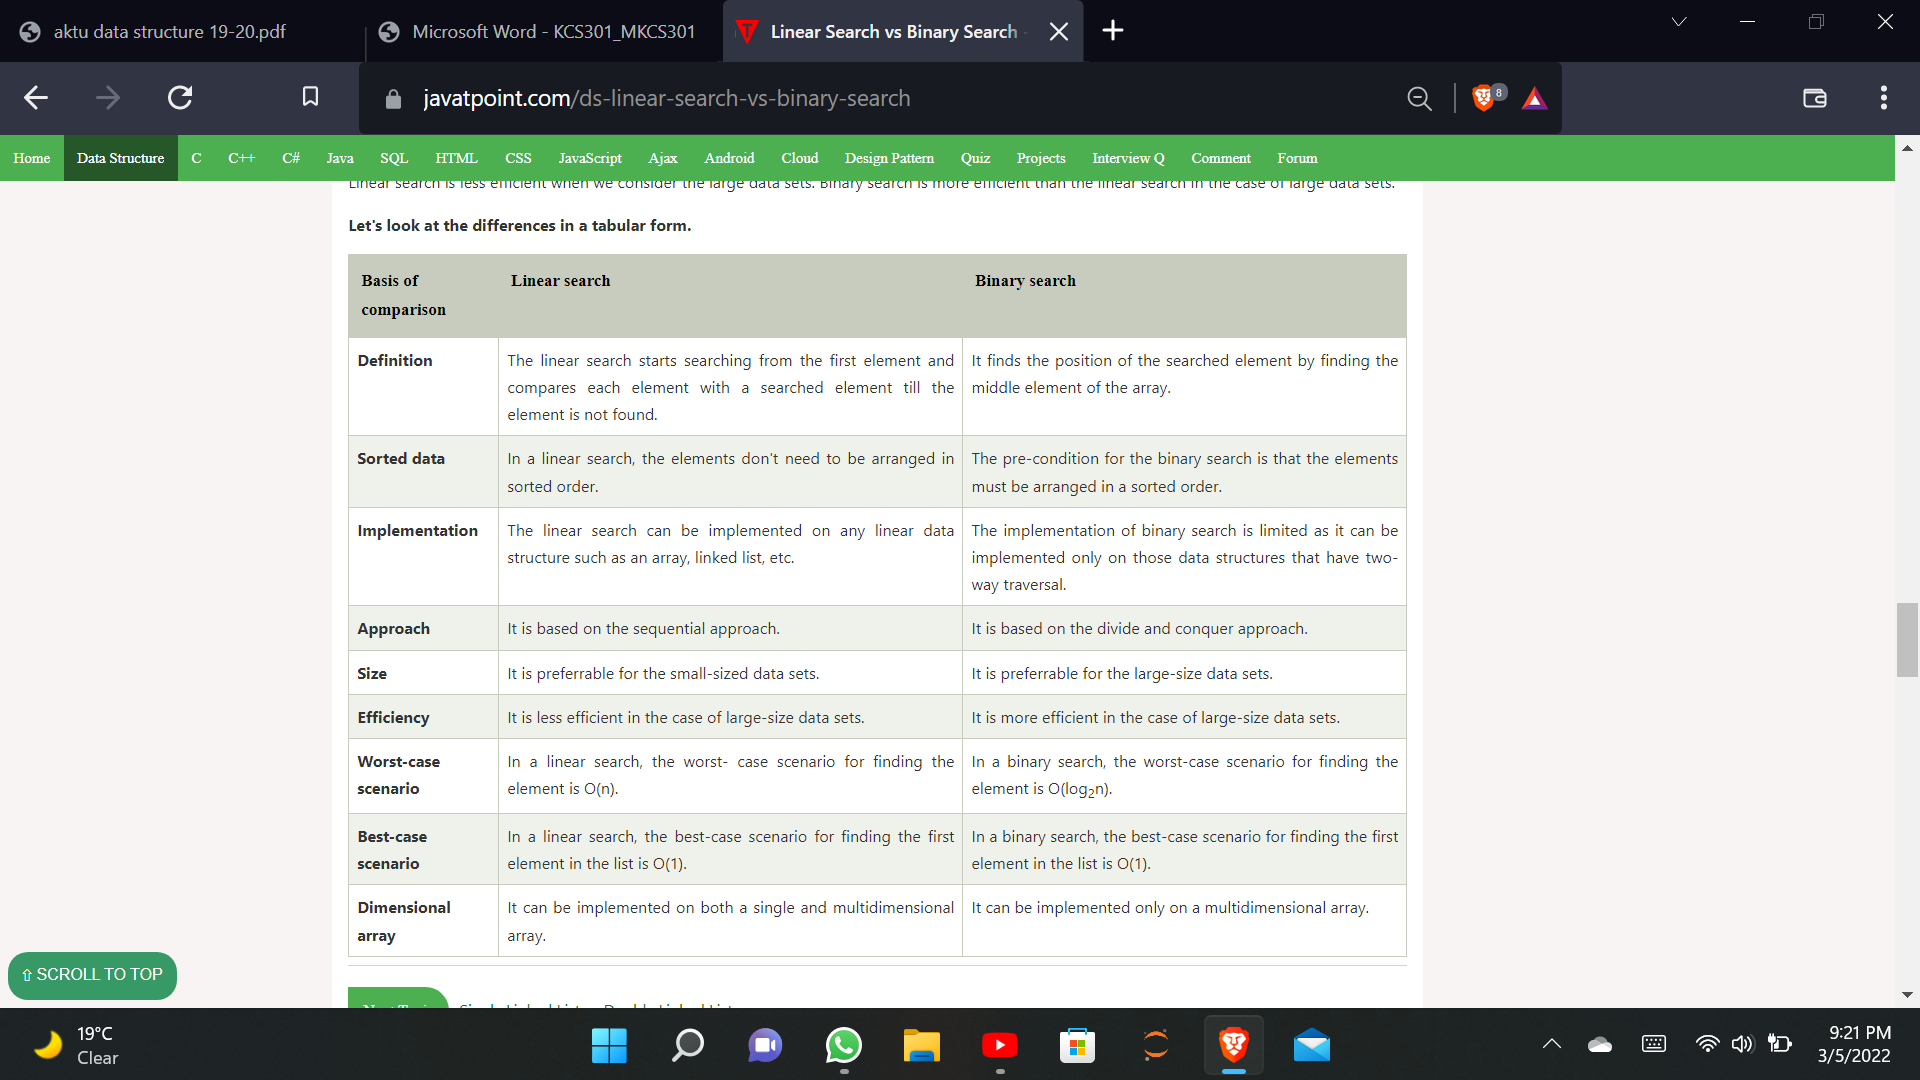 aktu data structure 19-20.pdf
Microsoft Word - KCS301_MKCS301
Linear Search vs Binary Search
javatpoint.com/ds-linear-search-vs-binary-search
8
Home Data Structure C C++ C# Java SQL HTML CSS JavaScript Ajax Android Cloud Design Pattern Quiz Projects Interview Q Comment Forum
Linear search is less efficient when we consider the large data sets. Binary search is more efficient than the linear search in the case of large data sets.
Let's look at the differences in a tabular form.
Basis of
comparison
Linear search
Binary search
Definition
The linear search starts searching from the first element and
compares each element with a searched element till the
element is not found.
It finds the position of the searched element by finding the
middle element of the array.
Sorted data
In a linear search, the elements don't need to be arranged in
sorted order.
The pre-condition for the binary search is that the elements
must be arranged in a sorted order.
Implementation
The linear search can be implemented on any linear data
structure such as an array, linked list, etc.
The implementation of binary search is limited as it can be
implemented only on those data structures that have two-
way traversal.
Approach
It is based on the sequential approach.
It is based on the divide and conquer approach.
Size
It is preferrable for the small-sized data sets.
It is preferrable for the large-size data sets.
Efficiency
It is less efficient in the case of large-size data sets.
It is more efficient in the case of large-size data sets.
Worst-case
scenario
In a linear search, the worst- case scenario for finding the
element is O(n).
In a binary search, the worst-case scenario for finding the
element is O(log₂n).
Best-case
scenario
In a linear search, the best-case scenario for finding the first
element in the list is O(1).
In a binary search, the best-case scenario for finding the first
element in the list is O(1).
Dimensional
array
It can be implemented on both a single and multidimensional
array.
It can be implemented only on a multidimensional array.
⇧ SCROLL TO TOP
19°C
Clear
9:21 PM
3/5/2022